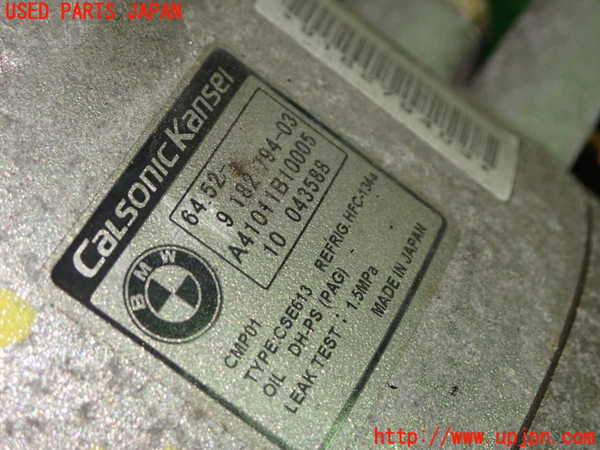 USED PARTS JAPAN
CaLsonicKansei
64.52-
9 182 794-03
A41011B10005
10 043588
BMW
CMP01
TYPE:CSE613 REFRIG.HFC-134a
OIL DH-PS (PAG)
LEAK TEST : 1.5MPa
MADE IN JAPAN
http://www.upjpn.com/